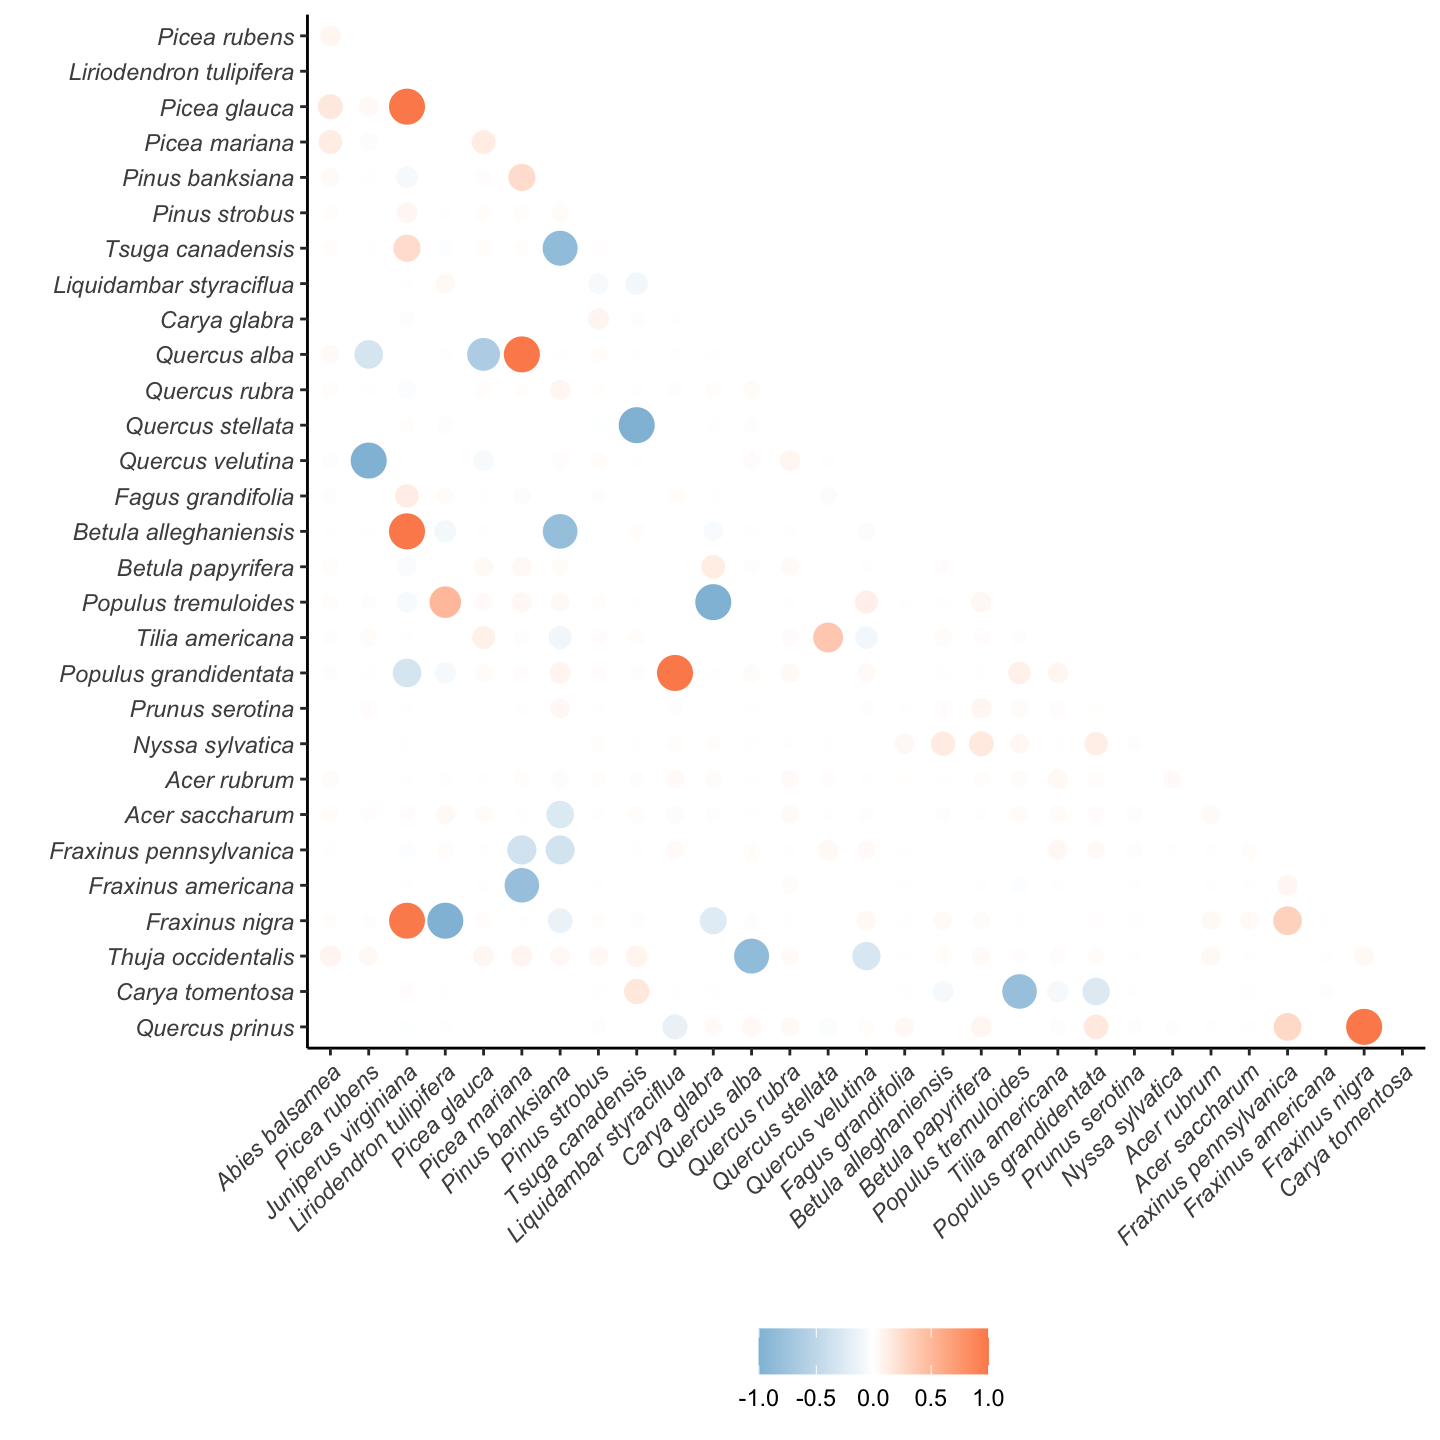 Picea rubens
Liriodendron tulipifera
Picea glauca
Picea mariana
Pinus banksiana
Pinus strobus
Tsuga canadensis
Liquidambar styraciflua
Carya glabra
Quercus alba
Quercus rubra
Quercus stellata
Quercus velutina
Fagus grandifolia
Betula alleghaniensis
Betula papyrifera
Populus tremuloides
Tilia americana
Populus grandidentata
Prunus serotina
Nyssa sylvatica
Acer rubrum
Acer saccharum
Fraxinus pennsylvanica
Fraxinus americana
Fraxinus nigra
Thuja occidentalis
Carya tomentosa
Quercus prinus
Abies balsamea
Picea rubens
Juniperus virginiana
Liriodendron tulipifera
Picea glauca
Picea mariana
Pinus banksiana
Pinus strobus
Tsuga canadensis
Liquidambar styraciflua
Carya glabra
Quercus alba
Quercus rubra
Quercus stellata
Quercus velutina
Fagus grandifolia
Betula alleghaniensis
Betula papyrifera
Populus tremuloides
Tilia americana
Populus grandidentata
Prunus serotina
Nyssa sylvatica
Acer rubrum
Acer saccharum
Fraxinus pennsylvanica
Fraxinus americana
Fraxinus nigra
Carya tomentosa
-1.0 -0.5 0.0 0.5 1.0